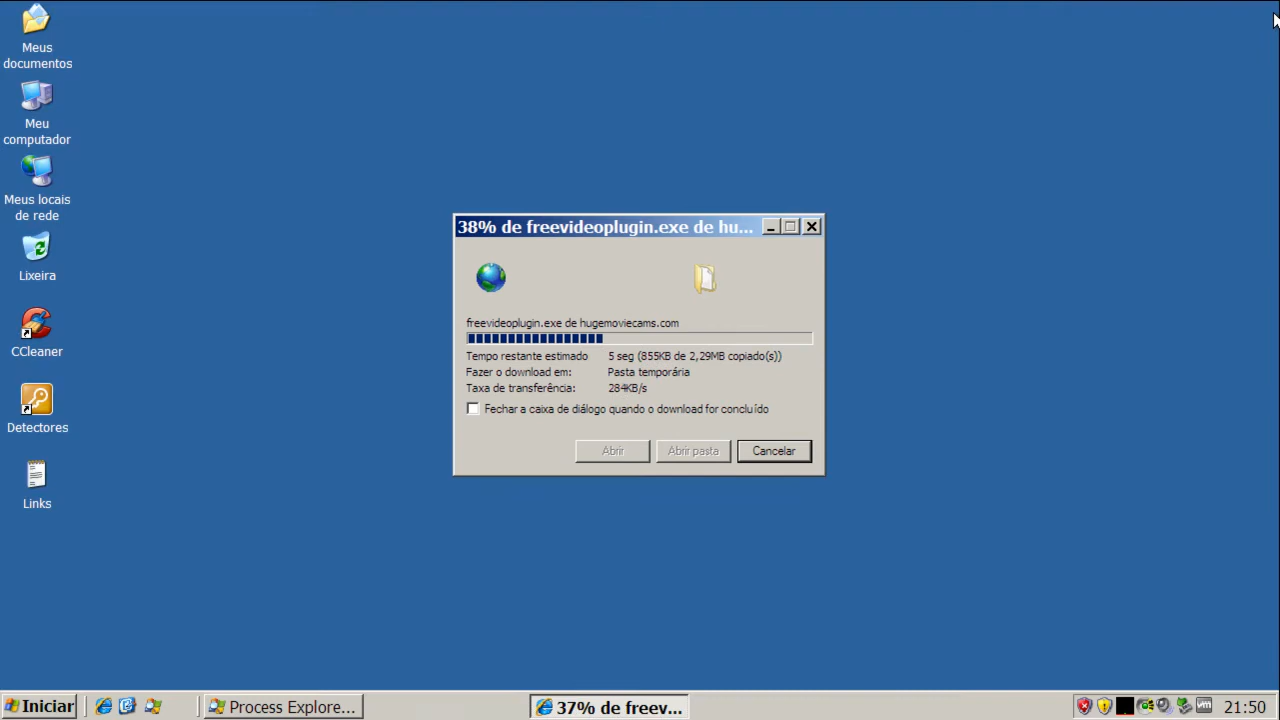 Meus
documentos
Meu
computador
Meus locais
de rede
Lixeira
CCleaner
Detectores
Links
38% de freevideoplugin.exe de hu...
freevideoplugin.exe de hugemoviecams.com
Tempo restante estimado 5 seg (855KB de 2,29MB copiado(s))
Fazer o download em: Pasta temporária
Taxa de transferência: 284KB/s
Fechar a caixa de diálogo quando o download for concluído
Abrir Abrir pasta Cancelar
Iniciar Process Explore... 37% de freev... vm 21:50